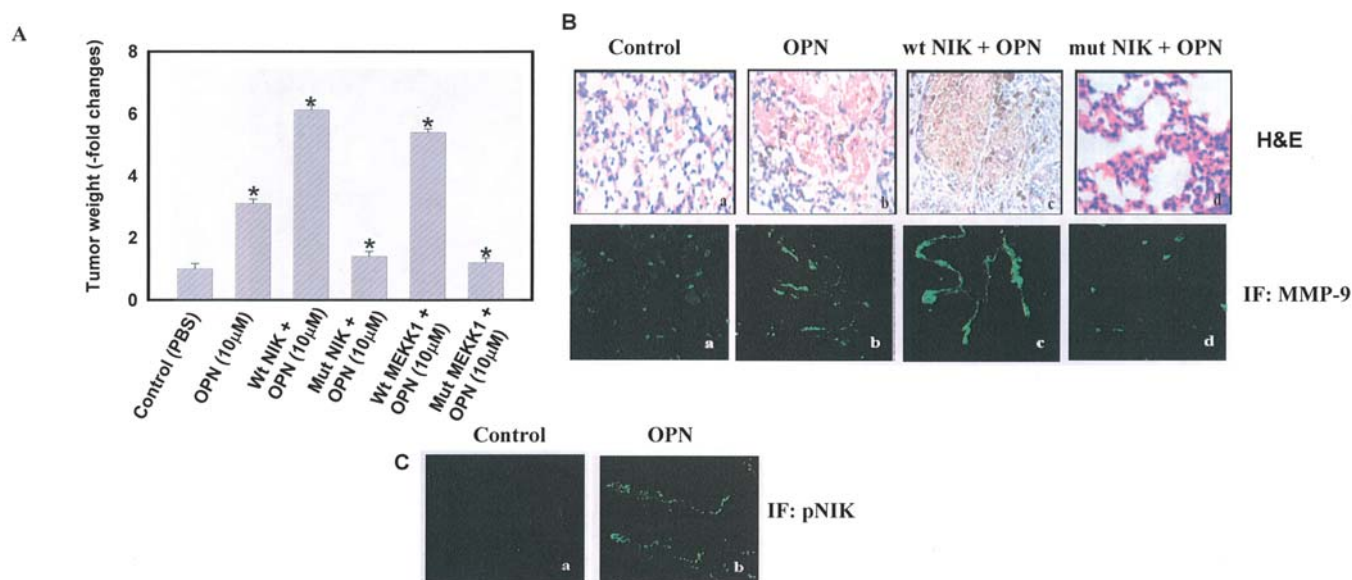 A
Tumor weight (-fold changes)
8
6
4
2
0
*
*
*
*
*
Control (PBS)
OPN (10μM)
Wt NIK +
OPN (10μM)
Mut NIK +
OPN (10μM)
Wt MEKK1 +
OPN (10μM)
Mut MEKK1 +
OPN (10μM)
B
Control
OPN
wt NIK + OPN
mut NIK + OPN
a
b
c
d
H&E
a
b
c
d
IF: MMP-9
C
Control
OPN
a
b
IF: pNIK